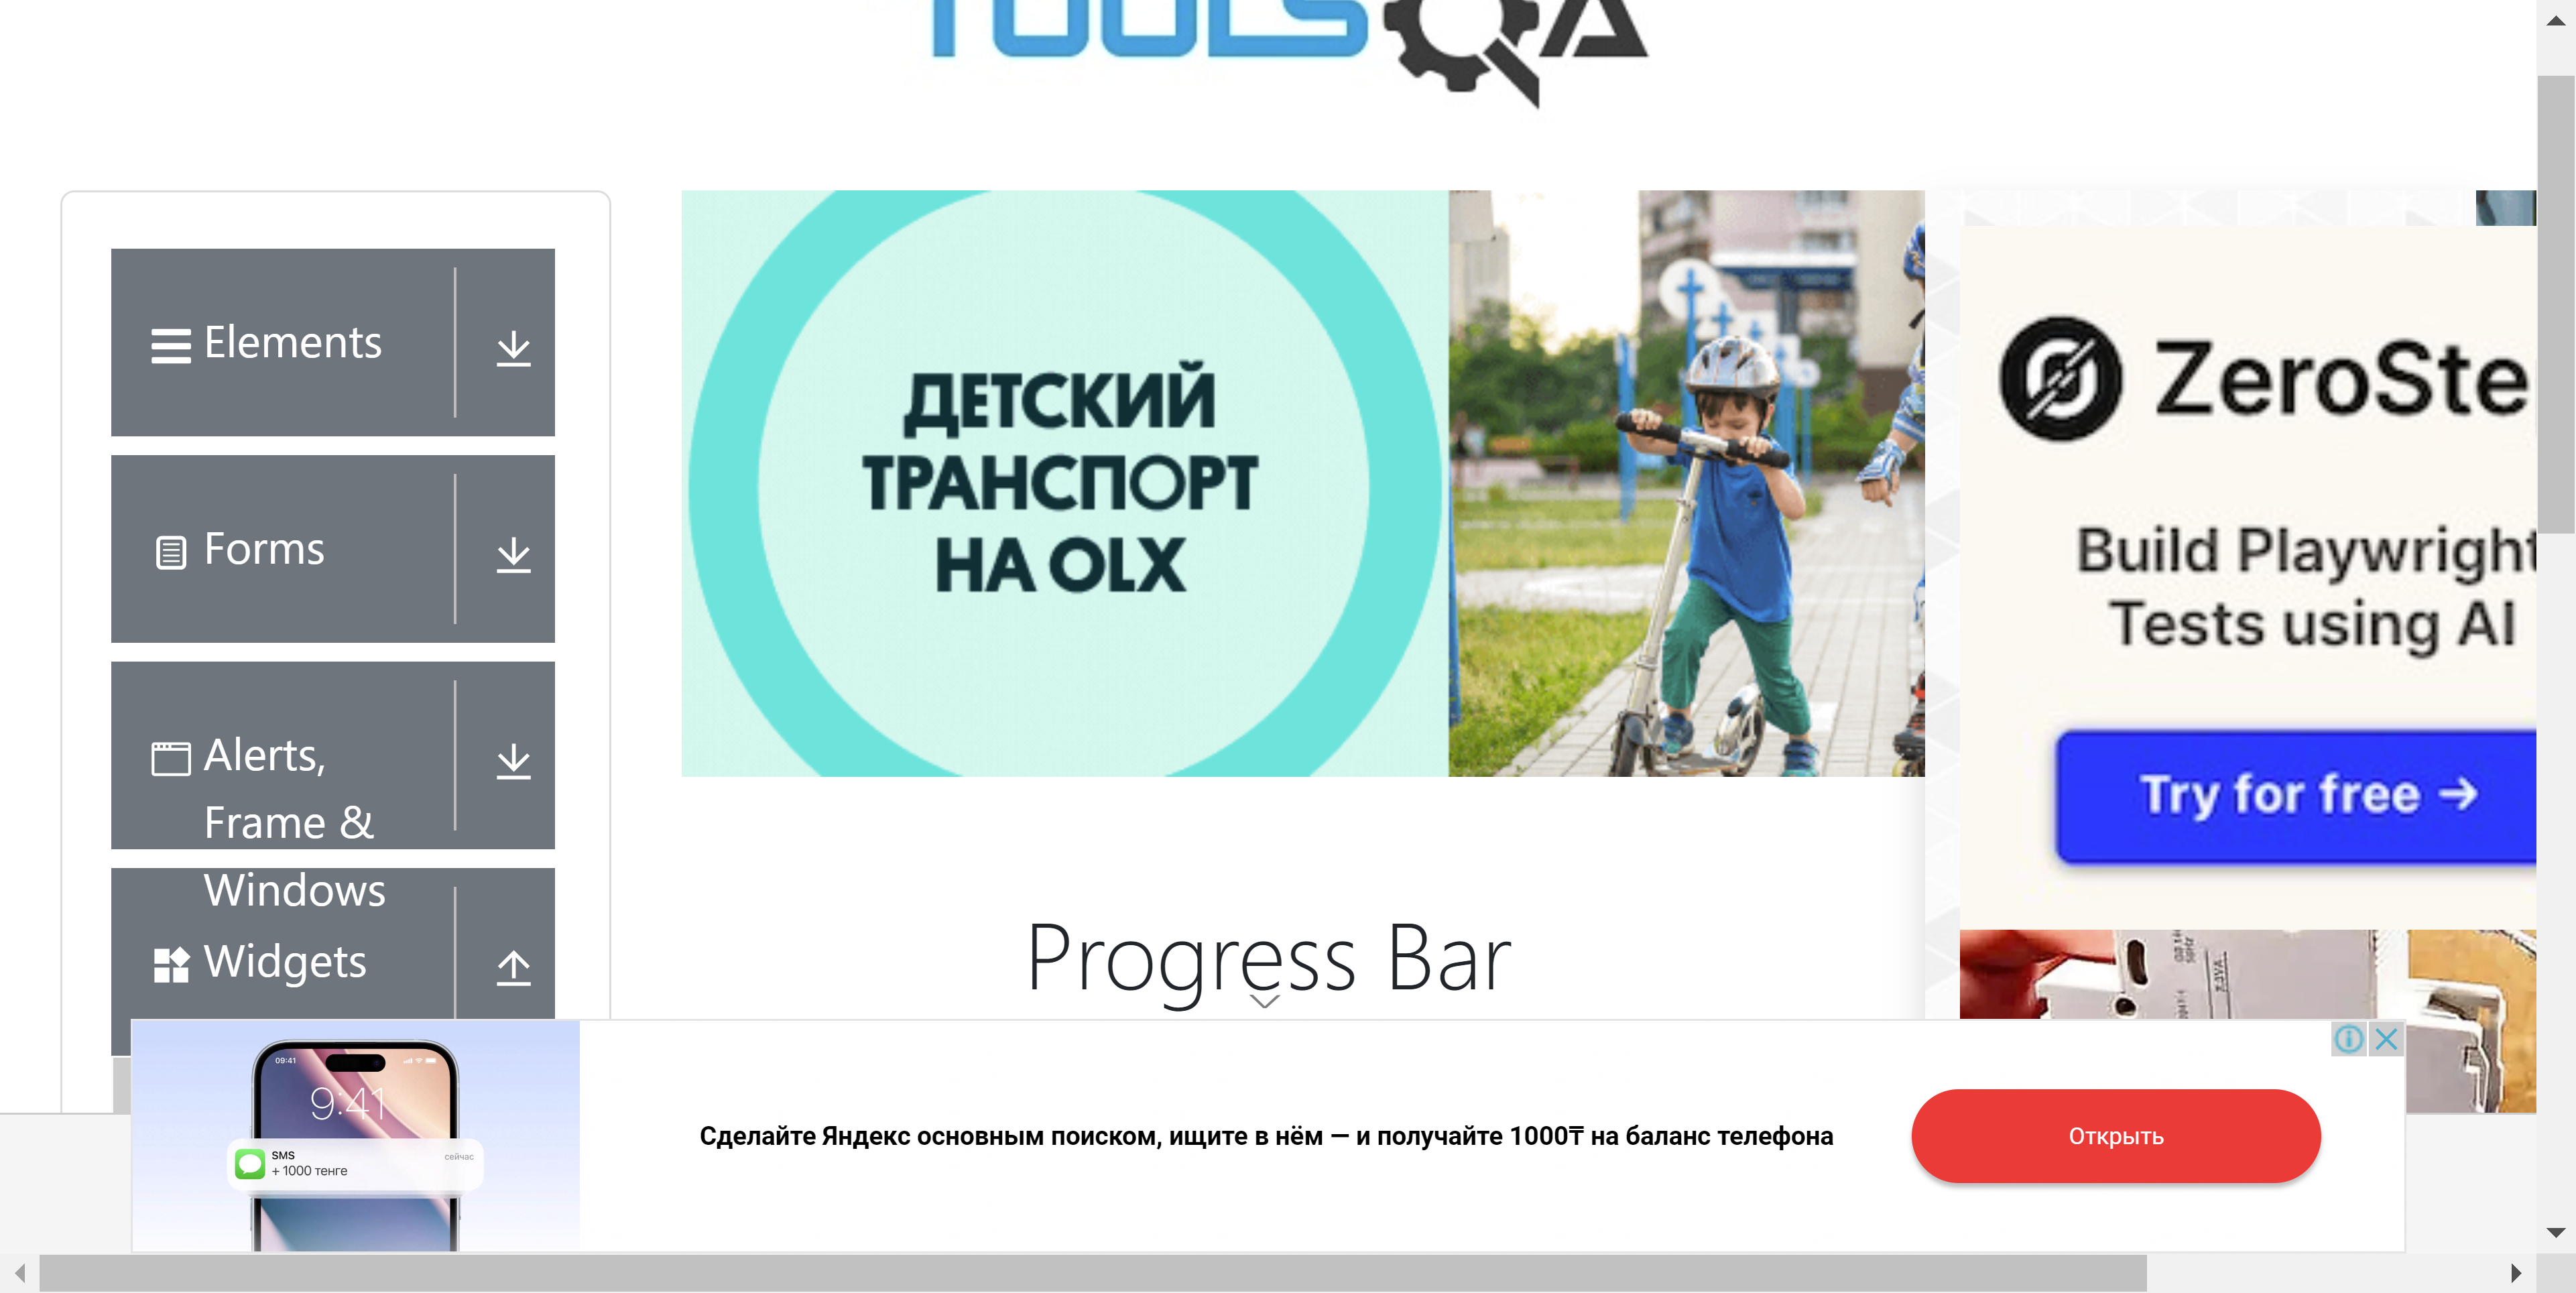 TOOLSQA
Elements
Forms
Alerts,
Frame &
Windows
Widgets
ДЕТСКИЙ
ТРАНСПОРТ
НА OLX
ZeroSte
Build Playwright
Tests using AI
Try for free →
Progress Bar
09:41
9:41
SMS
сейчас
+ 1000 тенге
Сделайте Яндекс основным поиском, ищите в нём — и получайте 1000₸ на баланс телефона
Открыть